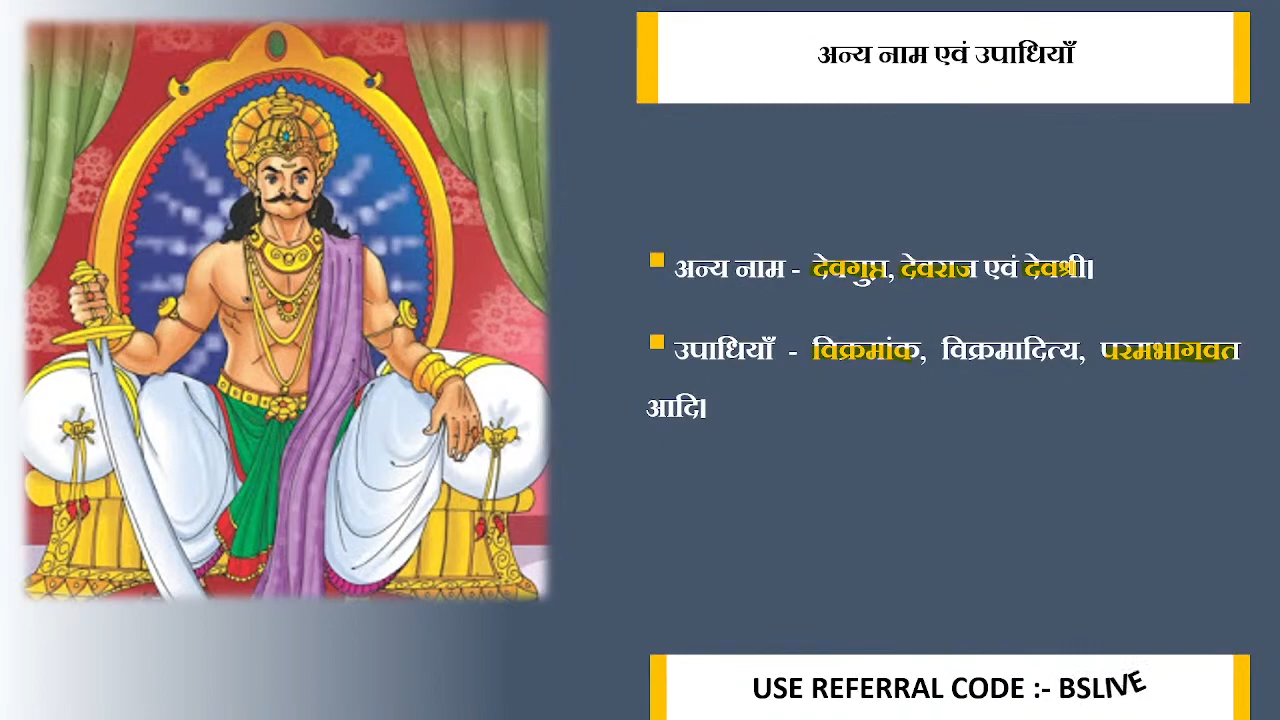 अन्य नाम एवं उपाधियाँ
अन्य नाम - देवगुप्त, देवराज एवं देवश्री।
उपाधियाँ - विक्रमांक, विक्रमादित्य, परमभागवत
आदि।
USE REFERRAL CODE :- BSLIVE